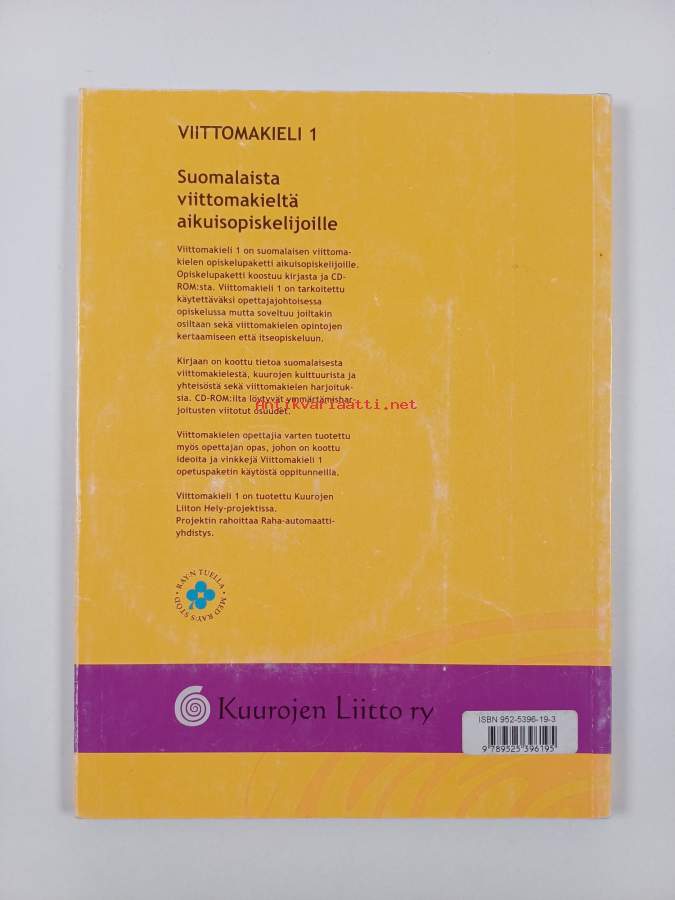 VIITTOMAKIELI 1
Suomalaista
viittomakieltä
aikuisopiskelijoille
Viittomakieli 1 on suomalaisen viittoma-
kielen opiskelupaketti aikuisopiskelijoille.
Opiskelupaketti koostuu kirjasta ja CD-
ROM:sta. Viittomakieli 1 on tarkoitettu
käytettäväksi opettajajohtoisessa
opiskelussa mutta soveltuu joiltakin
osiltaan sekä viittomakielen opintojen
kertaamiseen että itseopiskeluun.
Kirjaan on koottu tietoa suomalaisesta
viittomakielestä, kuurojen kulttuurista ja
yhteisöstä sekä viittomakielen harjoituk-
sia. CD-ROM:ilta löytyvät ymmärtämishar-
antikvariaatti.net
joitusten viitotut osuudet.
Viittomakielen opettajia varten tuotettu
myös opettajan opas, johon on koottu
ideoita ja vinkkejä Viittomakieli 1
opetuspaketin käytöstä oppitunneilla.
Viittomakieli 1 on tuotettu Kuurojen
Liiton Hely-projektissa.
Projektin rahoittaa Raha-automaatti-
yhdistys.
RAY:N TUELLA • MED RAY:S STÖD •
Kuurojen Liitto ry
ISBN 952-5396-19-3
9 789525 396195